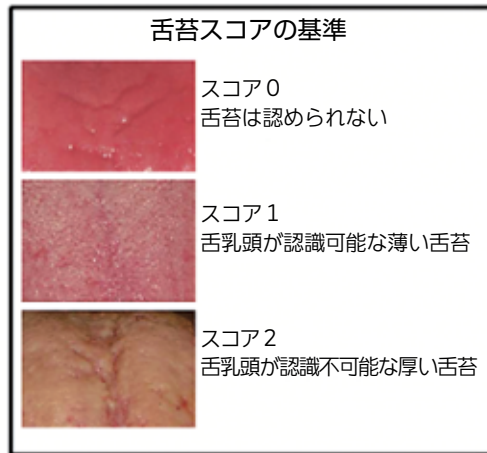 舌苔スコアの基準
スコア０
舌苔は認められない
スコア１
舌乳頭が認識可能な薄い舌苔
スコア２
舌乳頭が認識不可能な厚い舌苔